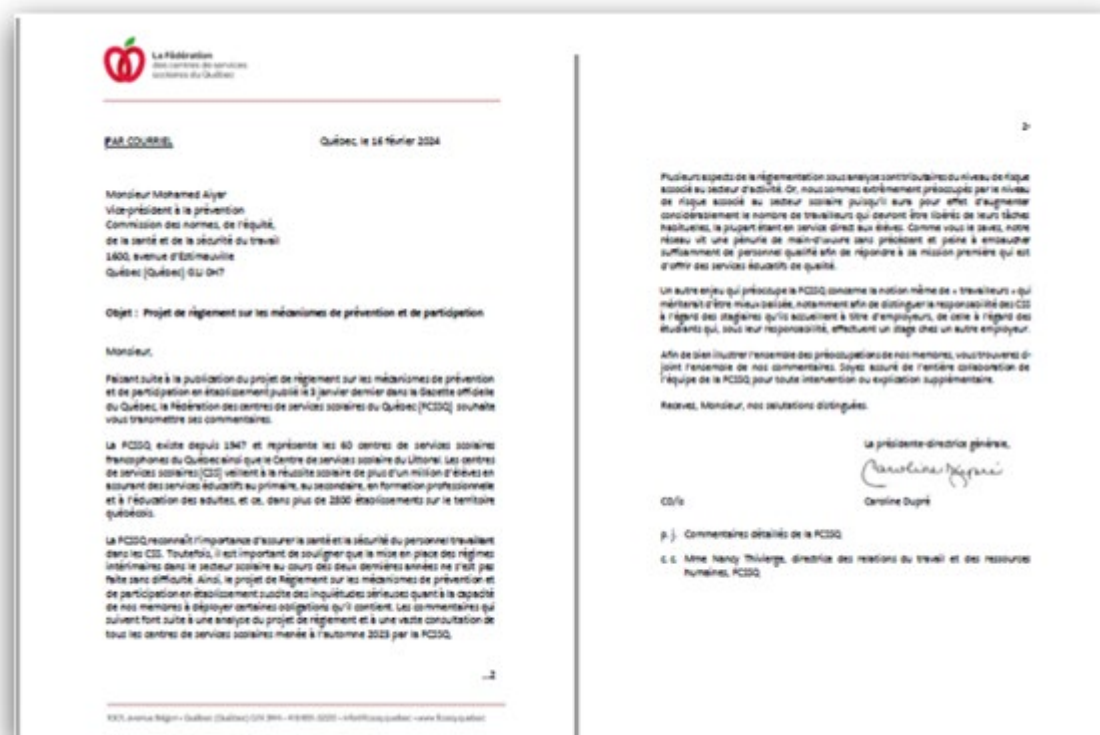 La Fédération
des centres de services
scolaires du Québec
PAR COURRIEL
Québec, le 16 février 2024
Monsieur Mohamed Aiyar
Vice-président à la prévention
Commission des normes, de l'équité,
de la santé et de la sécurité du travail
1600, avenue d'Estimauville
Québec (Québec) G1J 0H7
Objet : Projet de règlement sur les mécanismes de prévention et de participation
Monsieur,
Faisant suite à la publication du projet de règlement sur les mécanismes de prévention
et de participation en établissement publié le 3 janvier dernier dans la Gazette officielle
du Québec, la Fédération des centres de services scolaires du Québec (FCSSQ) souhaite
vous transmettre ses commentaires.
La FCSSQ existe depuis 1947 et représente les 60 centres de services scolaires
francophones du Québec ainsi que le Centre de services scolaire du Littoral. Les centres
de services scolaires (CSS) veillent à la réussite scolaire de plus d'un million d'élèves en
assurant des services éducatifs au primaire, au secondaire, en formation professionnelle
et à l'éducation des adultes, et ce, dans plus de 2800 établissements sur le territoire
québécois.
La FCSSQ reconnaît l'importance d'assurer la santé et la sécurité du personnel travaillant
dans les CSS. Toutefois, il est important de souligner que la mise en place des régimes
intérimaires dans le secteur scolaire au cours des deux dernières années ne s'est pas
faite sans difficulté. Ainsi, le projet de Règlement sur les mécanismes de prévention et
de participation en établissement suscite des inquiétudes sérieuses quant à la capacité
de nos membres à déployer certaines obligations qu'il contient. Les commentaires qui
suivent font suite à une analyse du projet de règlement et à une vaste consultation de
tous les centres de services scolaires menée à l'automne 2023 par la FCSSQ.
...2
2-
Plusieurs aspects de la réglementation sous analyse sont tributaires du niveau de risque
associé au secteur d'activité. Or, nous sommes extrêmement préoccupés par le niveau
de risque associé au secteur scolaire puisqu'il aura pour effet d'augmenter
considérablement le nombre de travailleurs qui devront être libérés de leurs tâches
habituelles, la plupart étant en service direct aux élèves. Comme vous le savez, notre
réseau vit une pénurie de main-d'œuvre sans précédent et peine à embaucher
suffisamment de personnel qualifié afin de répondre à sa mission première qui est
d'offrir des services éducatifs de qualité.
Un autre enjeu qui préoccupe la FCSSQ concerne la notion même de « travailleurs » qui
mériterait d'être mieux balisée, notamment afin de distinguer la responsabilité des CSS
à l'égard des stagiaires qu'ils accueillent à titre d'employeurs, de celle à l'égard des
étudiants qui, sous leur responsabilité, effectuent un stage chez un autre employeur.
Afin de bien illustrer l'ensemble des préoccupations de nos membres, vous trouverez ci-
joint l'ensemble de nos commentaires. Soyez assuré de l'entière collaboration de
l'équipe de la FCSSQ pour toute intervention ou explication supplémentaire.
Recevez, Monsieur, nos salutations distinguées.
La présidente-directrice générale,
Caroline Dupré
CD/
Caroline Dupré
p. j. Commentaires détaillés de la FCSSQ
c. c. Mme Nancy Thivierge, directrice des relations du travail et des ressources
humaines, FCSSQ